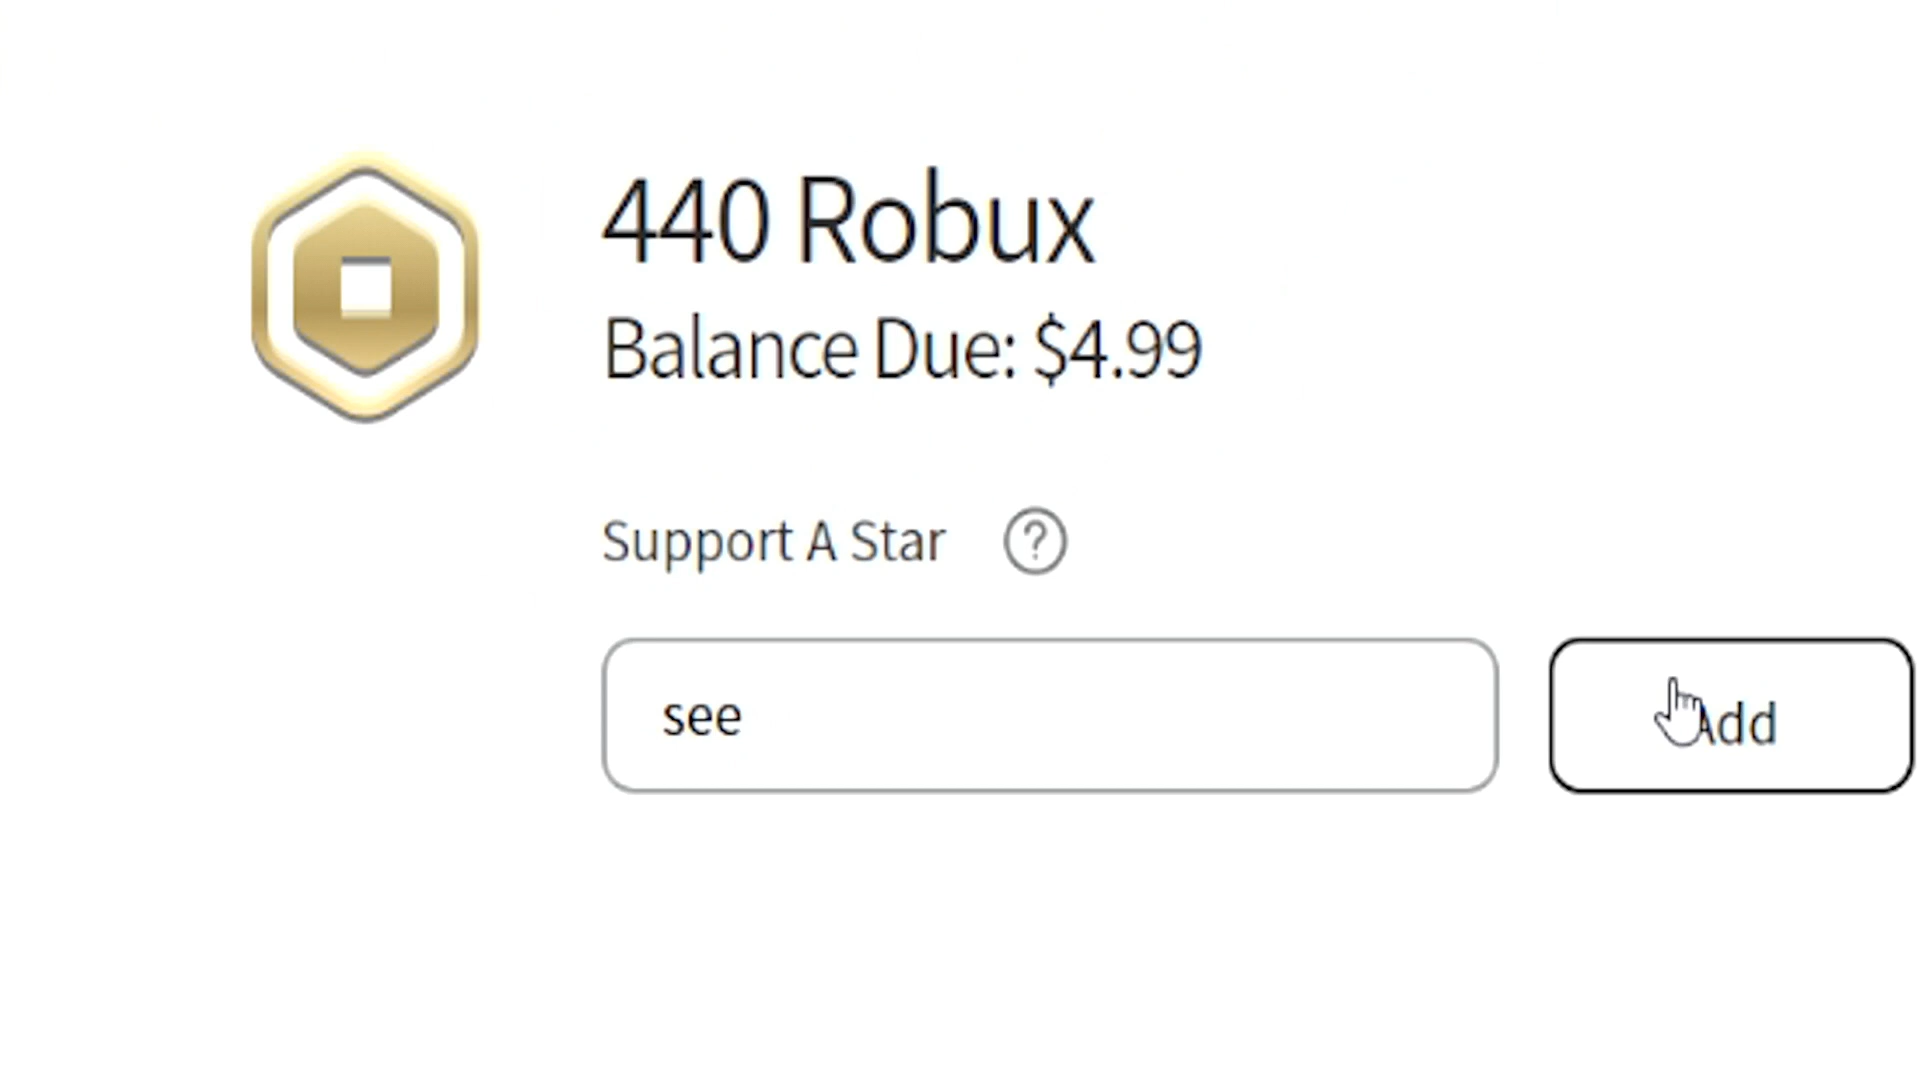 440 Robux
Balance Due: $4.99
Support A Star ?
see
Add